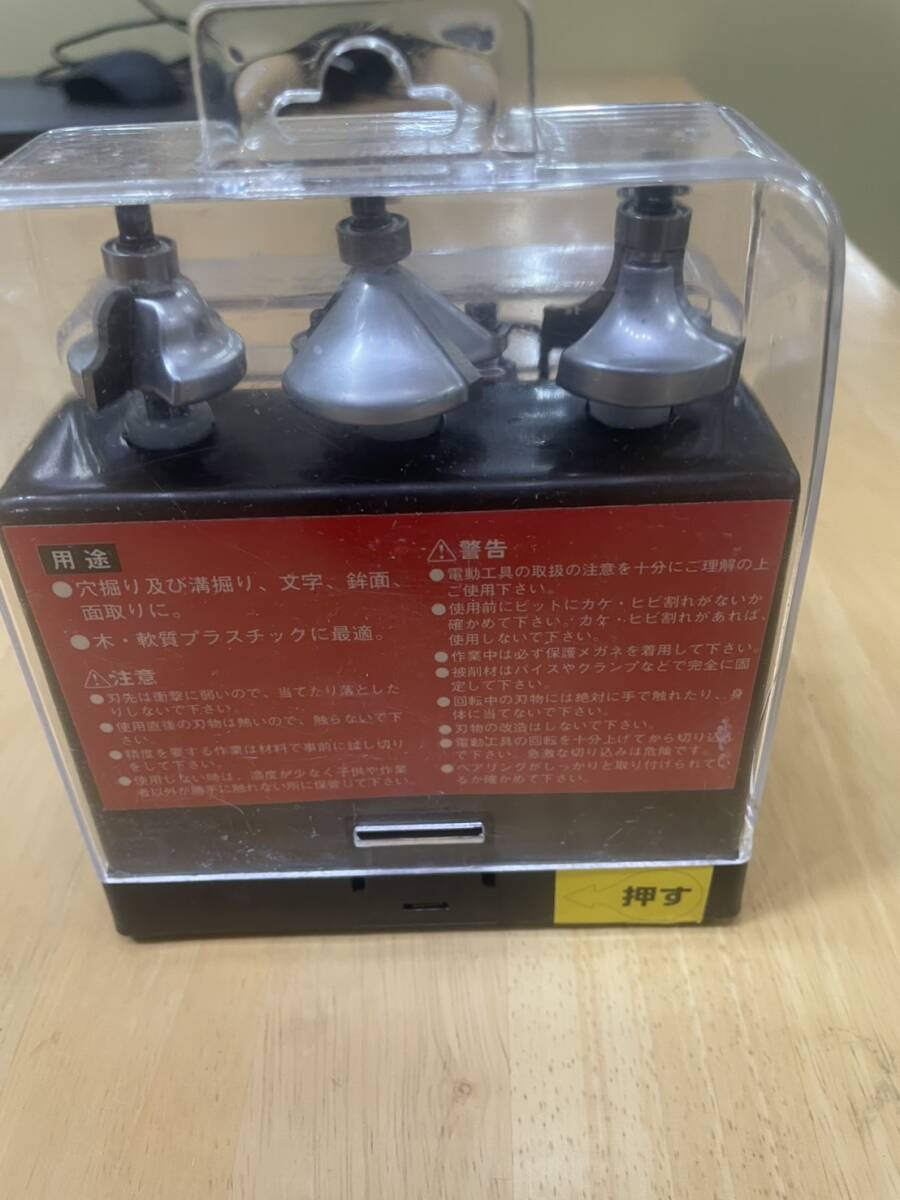 用途
●穴掘り及び溝掘り、文字、鉾面、
面取りに。
●木・軟質プラスチックに最適。
⚠注意
●刃先は衝撃に弱いので、当てたり落とした
りしないで下さい。
●使用直後の刃物は熱いので、触らないで下
さい。
●精度を要する作業は材料で事前に試し切り
をして下さい。
●使用しない時は、湿度が少なく子供や作業
者以外が勝手に触れない所に保管して下さい。
⚠警告
●電動工具の取扱の注意を十分にご理解の上
ご使用下さい。
●使用前にビットにカケ・ヒビ割れがないか
確かめて下さい。カケ・ヒビ割れがあれば、
使用しないで下さい。
●作業中は必ず保護メガネを着用して下さい。
●被削材はバイスやクランプなどで完全に固
定して下さい。
●回転中の刃物には絶対に手で触れたり、身
体に当てないで下さい。
●刃物の改造はしないで下さい。
●電動工具の回転を十分上げてから切り込ん
で下さい。急激な切り込みは危険です。
●ベアリングがしっかりと取り付けられてい
るか確かめて下さい。
押す